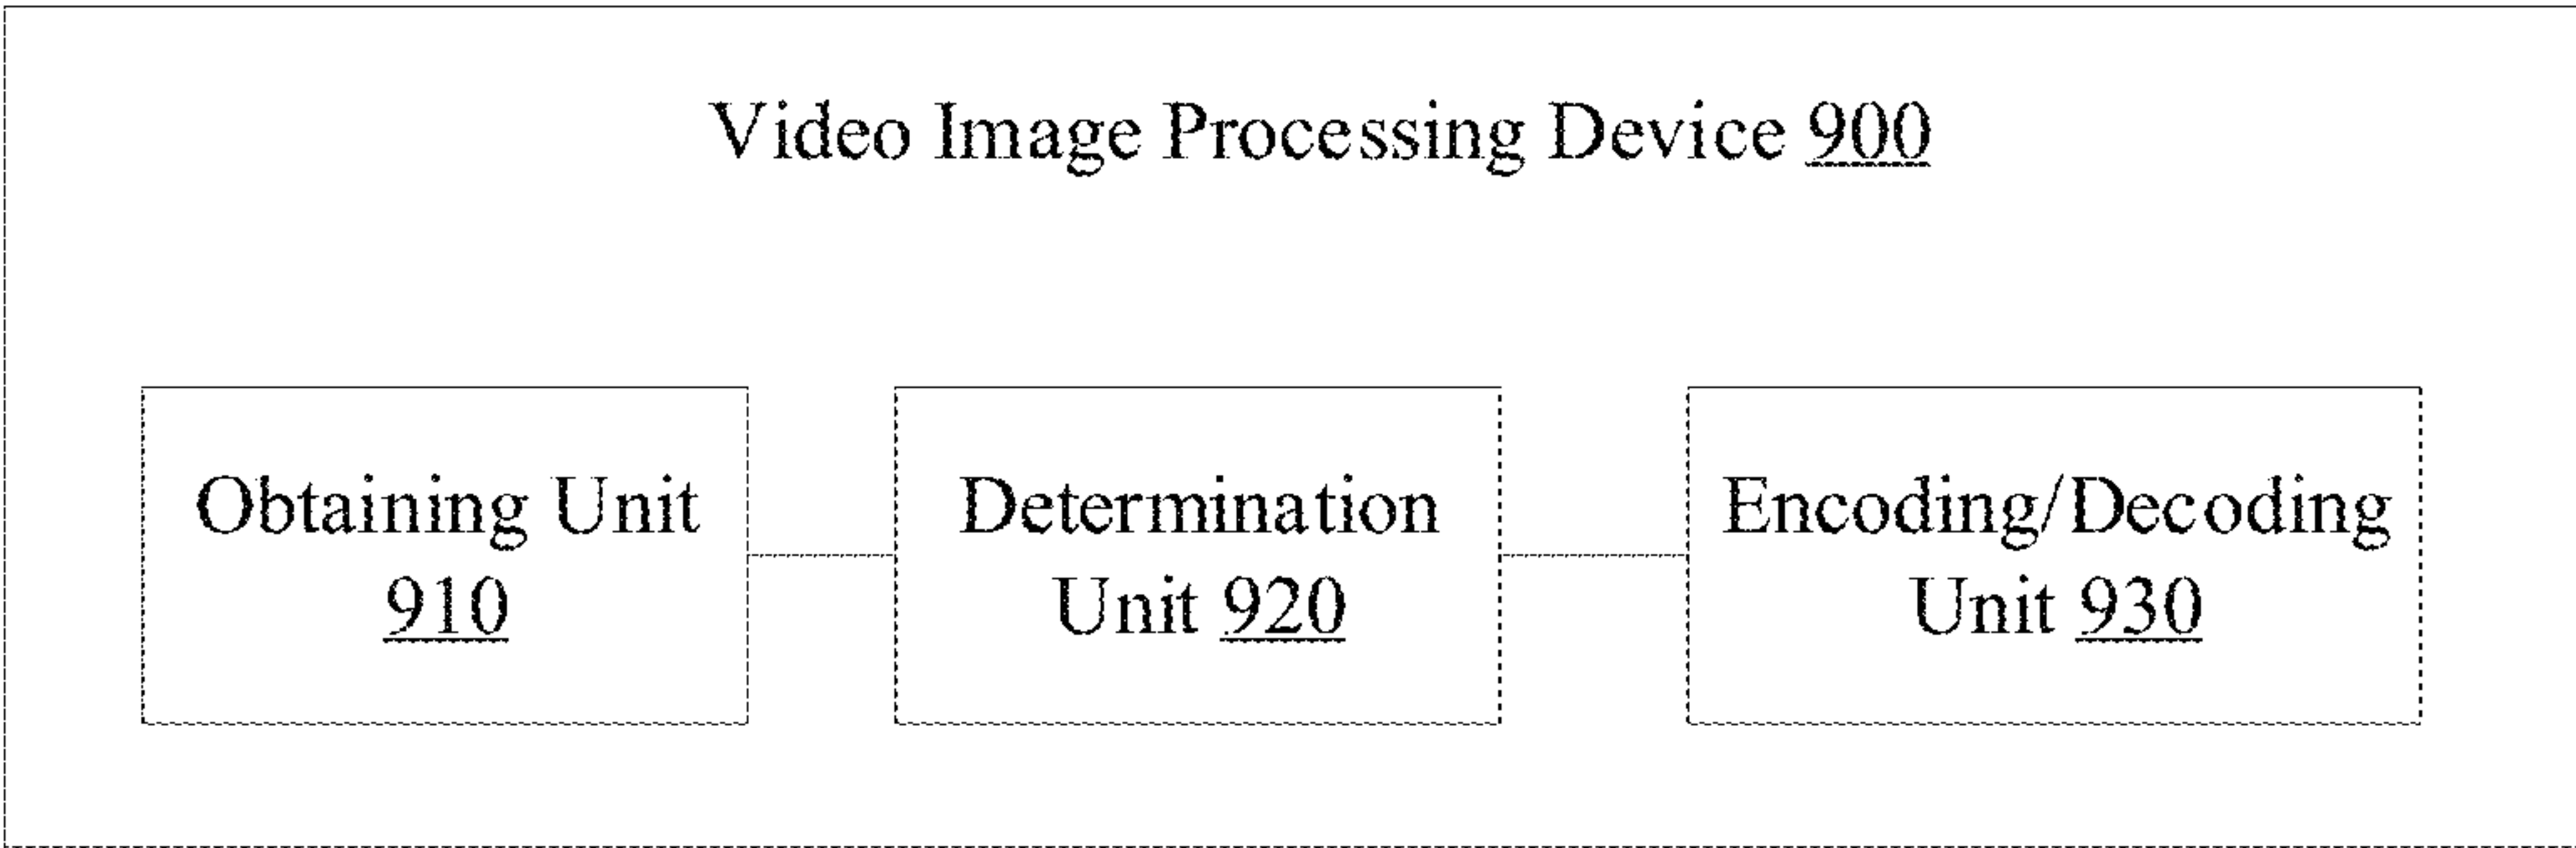 Video Image Processing Device 900
Obtaining Unit
910
Determination
Unit 920
Encoding/Decoding
Unit 930